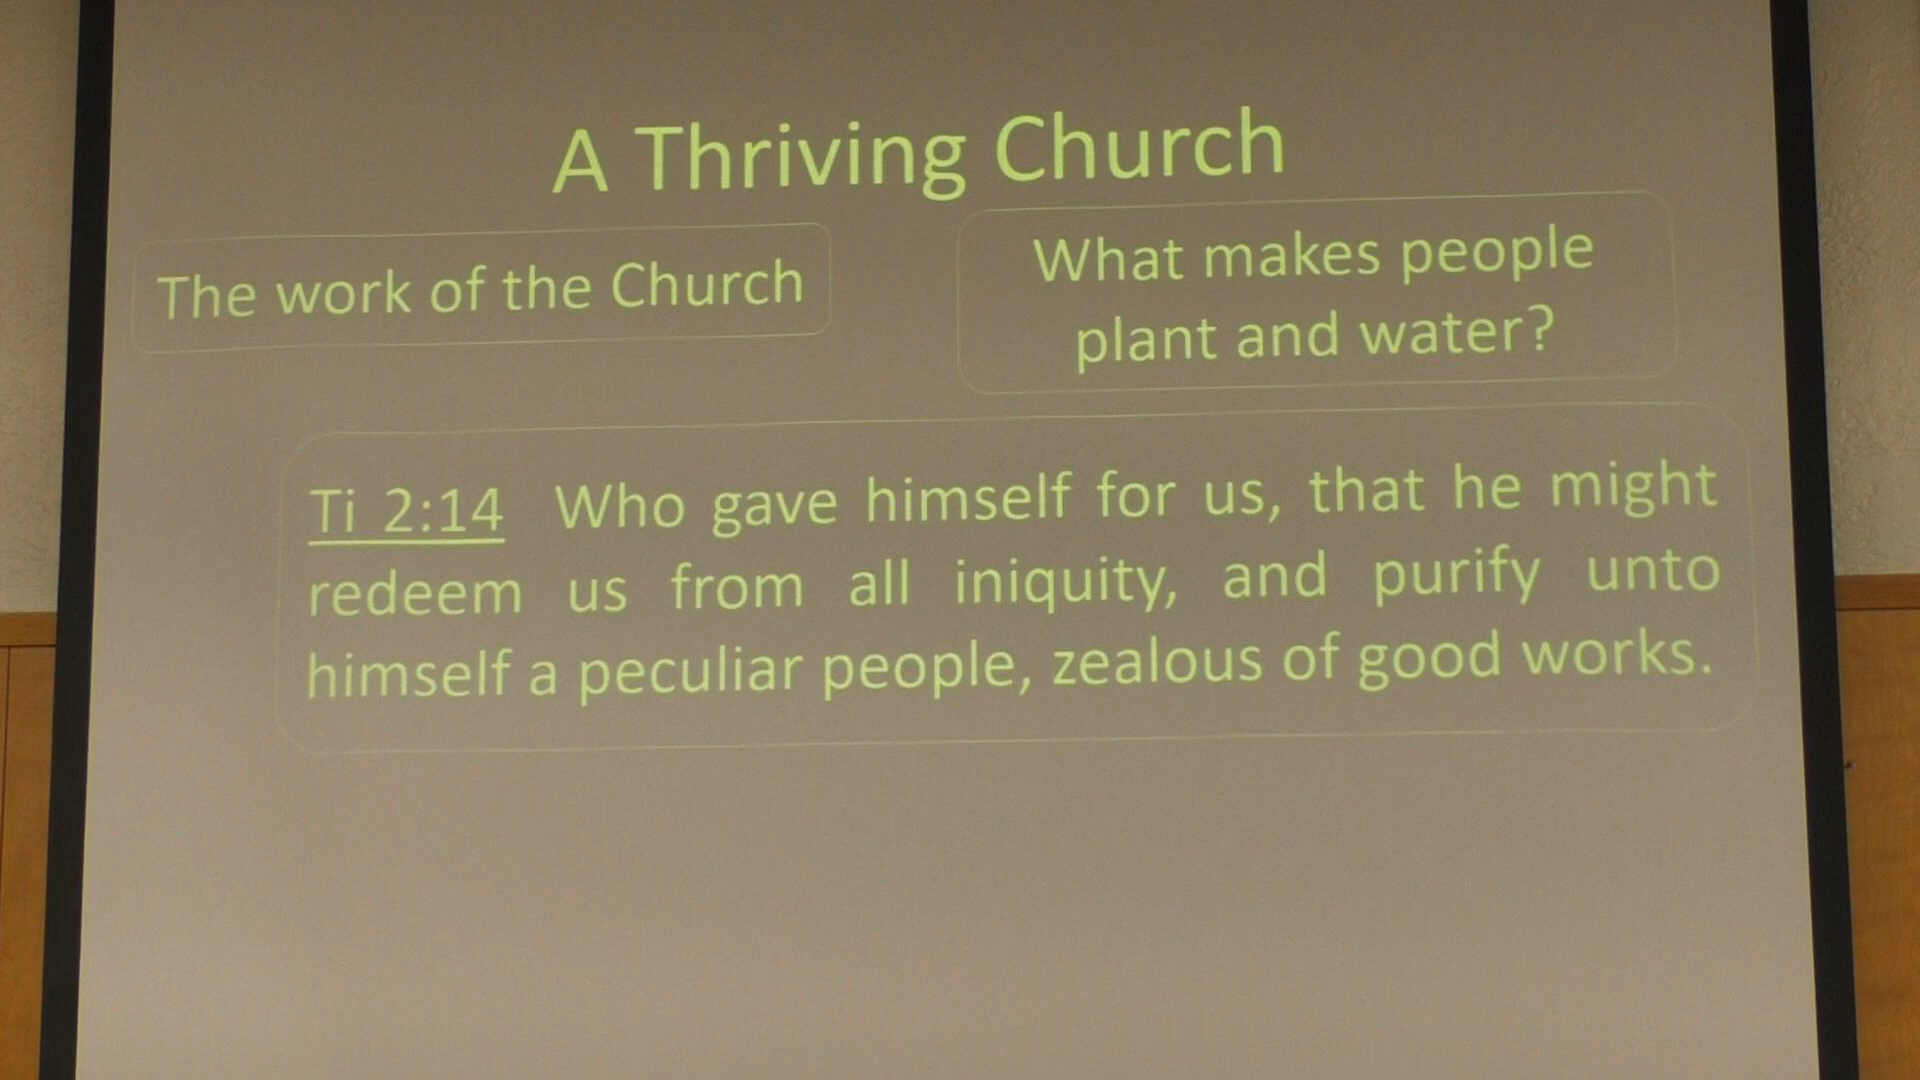 A Thriving Church
The work of the Church
What makes people
plant and water?
Ti 2:14 Who gave himself for us, that he might
redeem us from all iniquity, and purify unto
himself a peculiar people, zealous of good works.